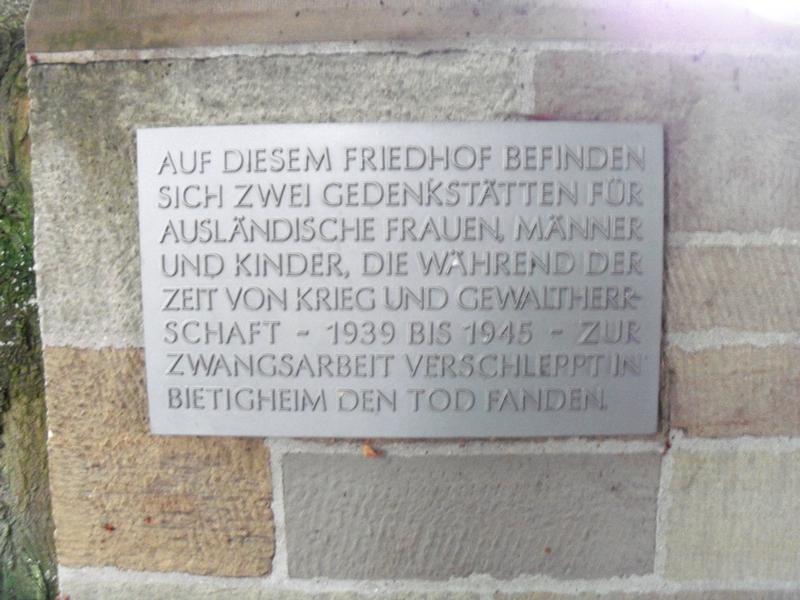 AUF DIESEM FRIEDHOF BEFINDEN
SICH ZWEI GEDENKSTÄTTEN FÜR
AUSLÄNDISCHE FRAUEN, MÄNNER
UND KINDER, DIE WÄHREND DER
ZEIT VON KRIEG UND GEWALTHERR-
SCHAFT - 1939 BIS 1945 - ZUR
ZWANGSARBEIT VERSCHLEPPT IN
BIETIGHEIM DEN TOD FANDEN.